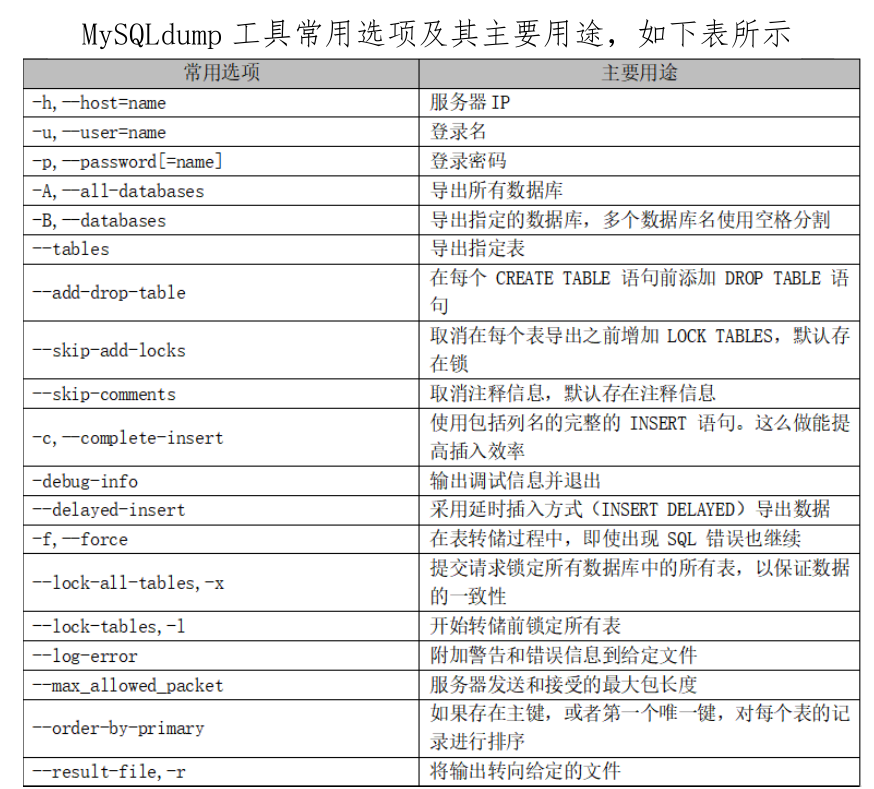 MySQLdump 工具常用选项及其主要用途，如下表所示
常用选项 主要用途
-h,--host=name 服务器 IP
-u,--user=name 登录名
-p,--password[=name] 登录密码
-A,--all-databases 导出所有数据库
-B,--databases 导出指定的数据库，多个数据库名使用空格分割
--tables 导出指定表
--add-drop-table 在每个 CREATE TABLE 语句前添加 DROP TABLE 语
句
--skip-add-locks 取消在每个表导出之前增加 LOCK TABLES，默认存
在锁
--skip-comments 取消注释信息，默认存在注释信息
-c,--complete-insert 使用包括列名的完整的 INSERT 语句。这么做能提
高插入效率
-debug-info 输出调试信息并退出
--delayed-insert 采用延时插入方式（INSERT DELAYED）导出数据
-f,--force 在表转储过程中，即使出现 SQL 错误也继续
--lock-all-tables,-x 提交请求锁定所有数据库中的所有表，以保证数据
的一致性
--lock-tables,-l 开始转储前锁定所有表
--log-error 附加警告和错误信息到给定文件
--max_allowed_packet 服务器发送和接受的最大包长度
--order-by-primary 如果存在主键，或者第一个唯一键，对每个表的记
录进行排序
--result-file,-r 将输出转向给定的文件